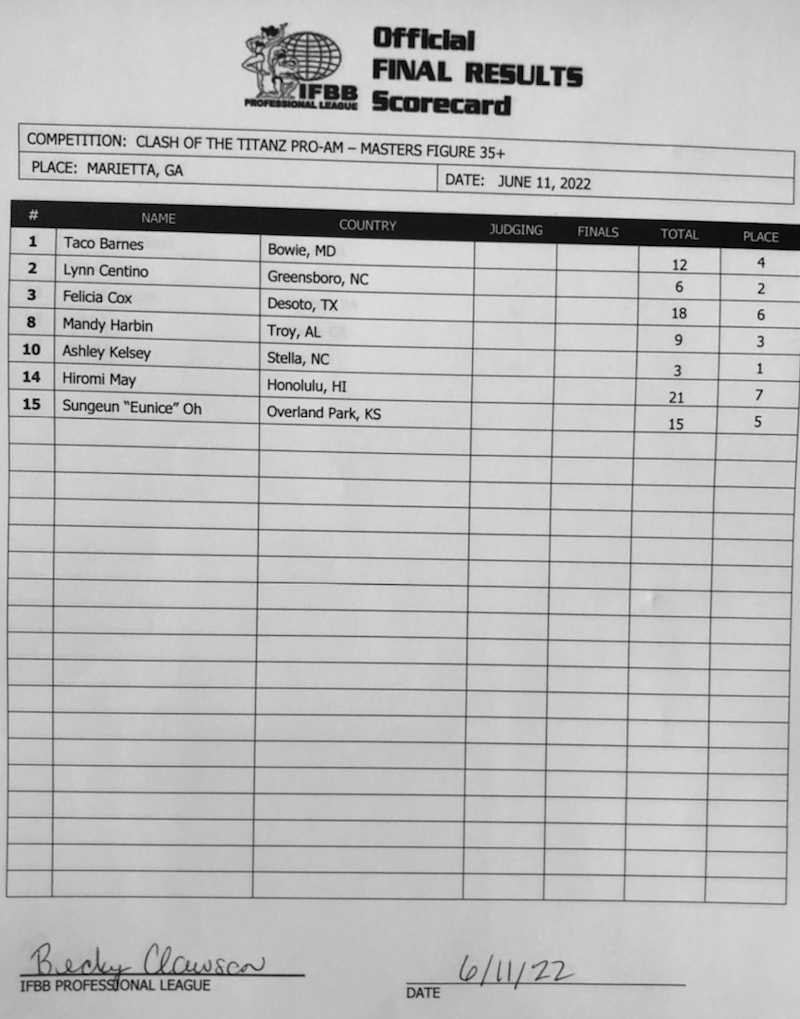 Official
FINAL RESULTS
Scorecard
IFBB
PROFESSIONAL LEAGUE
COMPETITION: CLASH OF THE TITANZ PRO-AM – MASTERS FIGURE 35+
PLACE: MARIETTA, GA DATE: JUNE 11, 2022
# NAME COUNTRY JUDGING FINALS TOTAL PLACE
1 Taco Barnes Bowie, MD 12 4
2 Lynn Centino Greensboro, NC 6 2
3 Felicia Cox Desoto, TX 18 6
8 Mandy Harbin Troy, AL 9 3
10 Ashley Kelsey Stella, NC 3 1
14 Hiromi May Honolulu, HI 21 7
15 Sungeun “Eunice” Oh Overland Park, KS 15 5
Becky Clawson 6/11/22
IFBB PROFESSIONAL LEAGUE DATE